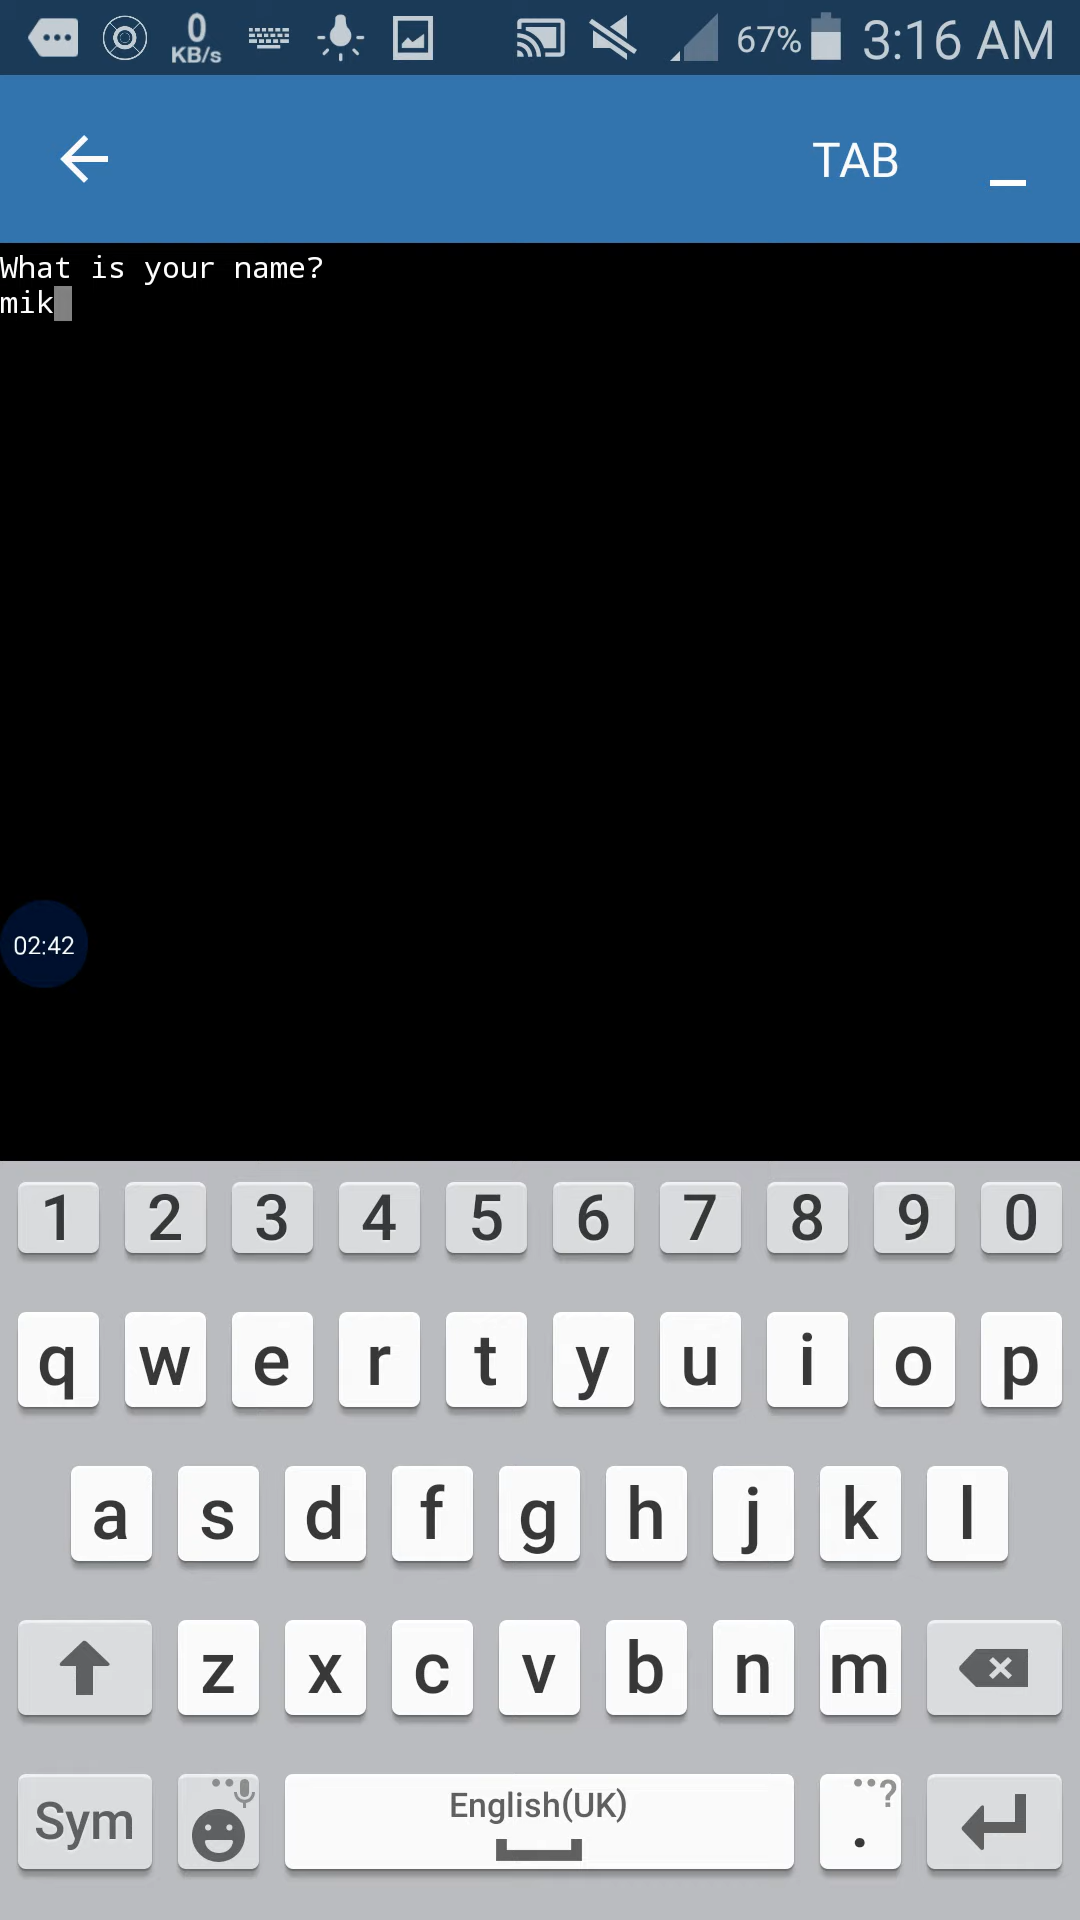 0
KB/s
67%
3:16 AM
TAB
What is your name?
mik
02:42
1 2 3 4 5 6 7 8 9 0
q w e r t y u i o p
a s d f g h j k l
z x c v b n m
Sym
English(UK)
?
.